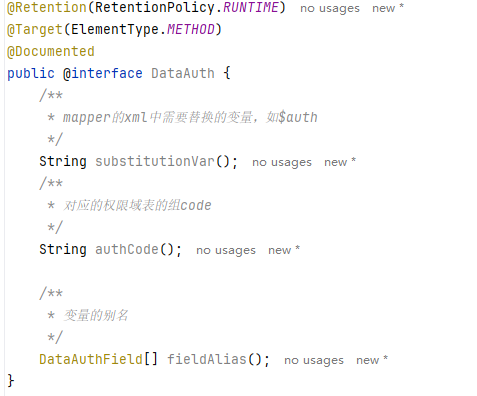 @Retention(RetentionPolicy.RUNTIME) no usages new *
@Target(ElementType.METHOD)
@Documented
public @interface DataAuth {
/**
* mapper的xml中需要替换的变量，如$auth
*/
String substitutionVar(); no usages new *
/**
* 对应的权限域表的组code
*/
String authCode(); no usages new *
/**
* 变量的别名
*/
DataAuthField[] fieldAlias(); no usages new *
}